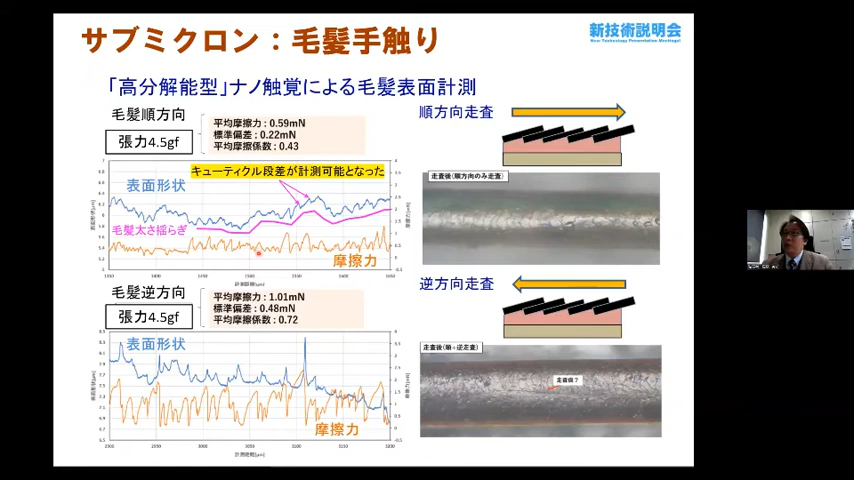 サブミクロン：毛髪手触り
新技術説明会
New Technology Presentation Meetings!
「高分解能型」ナノ触覚による毛髪表面計測
毛髪順方向
張力4.5gf
平均摩擦力：0.59mN
標準偏差：0.22mN
平均摩擦係数：0.43
キューティクル段差が計測可能となった
表面形状
毛髪太さ揺らぎ
摩擦力
毛髪逆方向
張力4.5gf
平均摩擦力：1.01mN
標準偏差：0.48mN
平均摩擦係数：0.72
表面形状
摩擦力
計測距離[μm]
順方向走査
走査後（順方向のみ走査）
逆方向走査
走査後（順→逆走査）
走査痕？